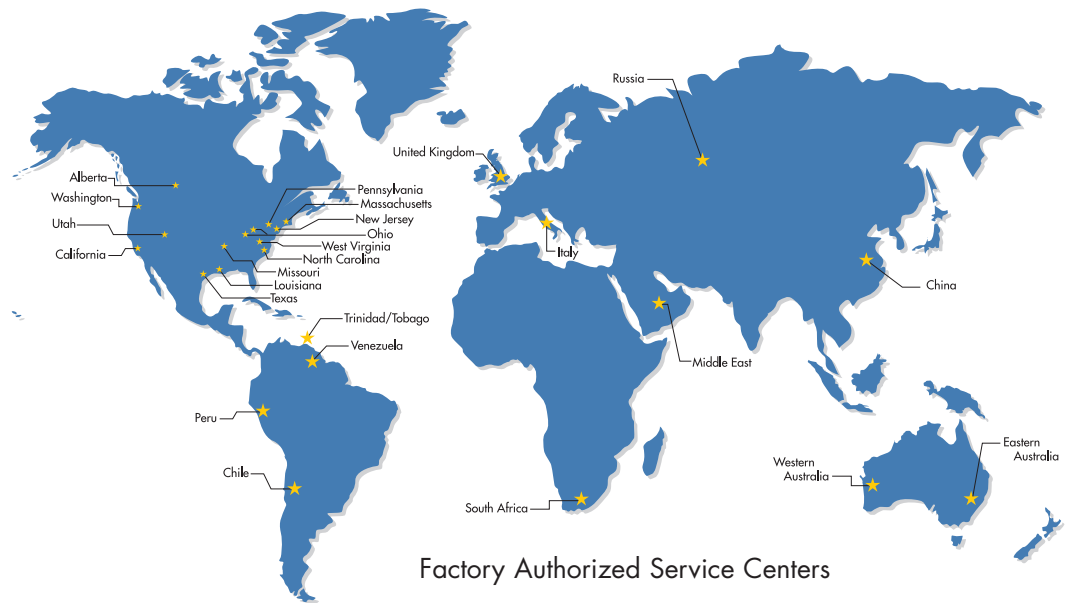 Russia
United Kingdom
Alberta
Washington
Utah
California
Pennsylvania
Massachusetts
New Jersey
Ohio
West Virginia
North Carolina
Missouri
Louisiana
Texas
Italy
China
Trinidad/Tobago
Venezuela
Middle East
Peru
Chile
South Africa
Western
Australia
Eastern
Australia
Factory Authorized Service Centers